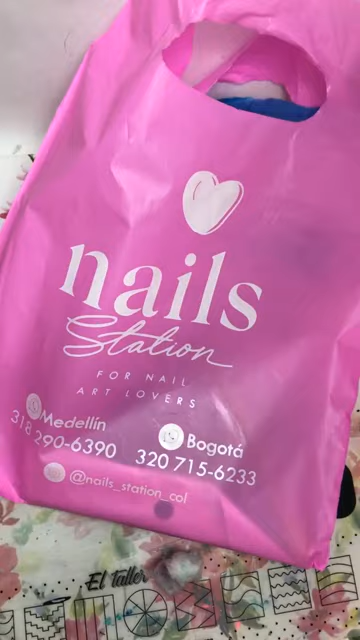 nails
Station
FOR NAIL
ART LOVERS
Medellín
318 290-6390
Bogotá
320 715-6233
@nails_station_col
El taller